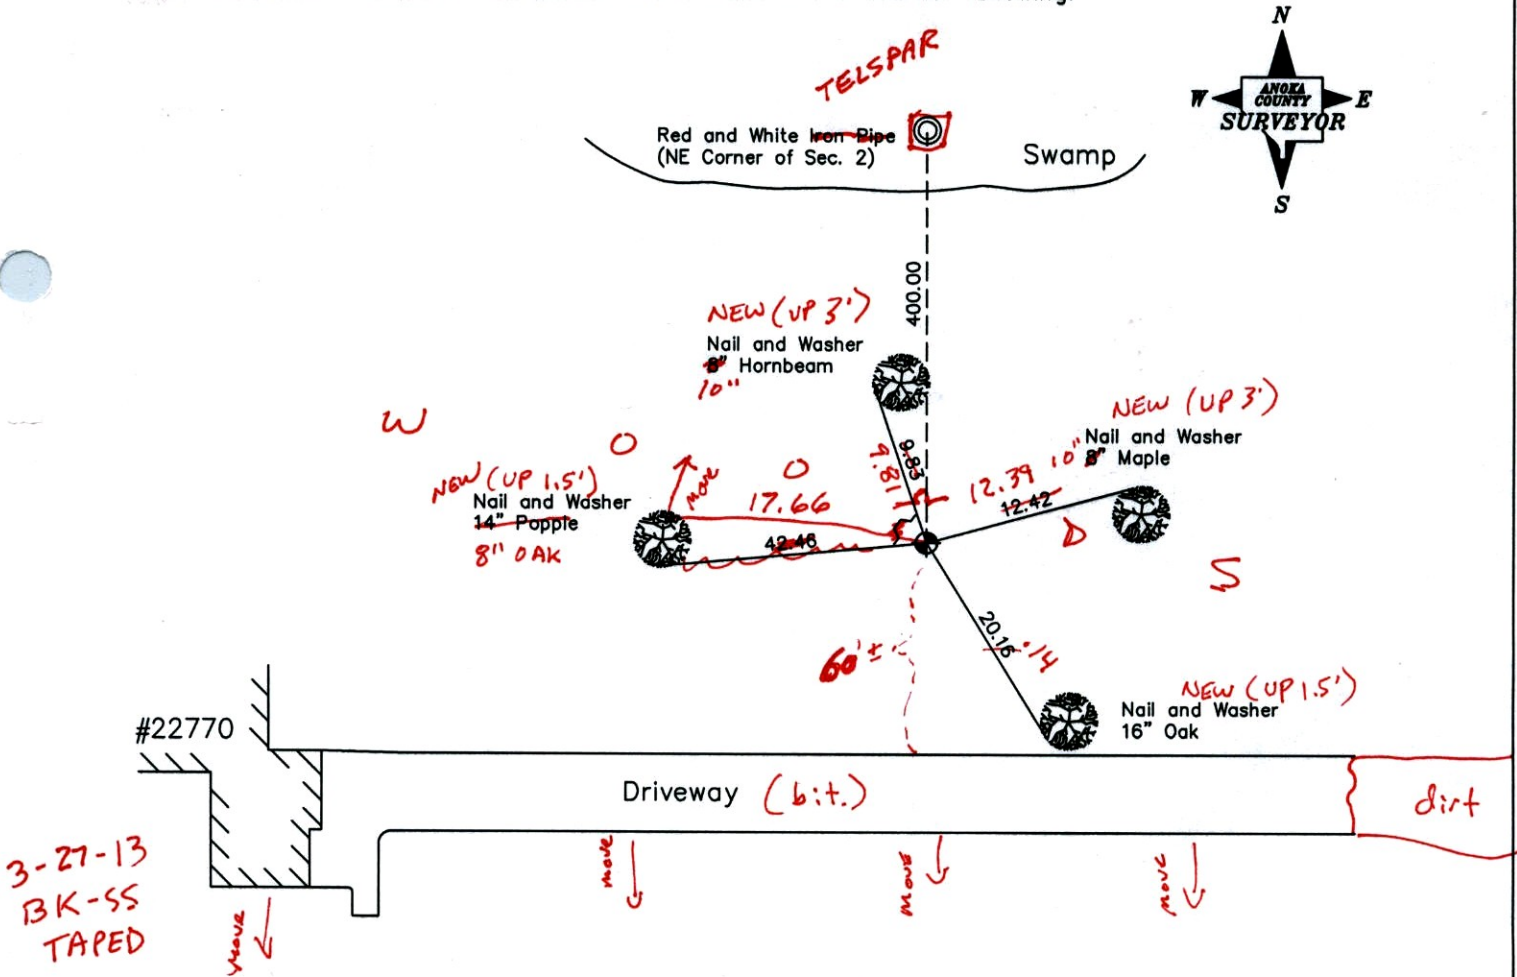 N
W
ANOKA
COUNTY
SURVEYOR
E
S
TELSPAR
Red and White Iron Pipe
(NE Corner of Sec. 2)
Swamp
400.00
NEW (UP 3')
Nail and Washer
8" Hornbeam
10"
W O O D S
NEW (UP 3')
10"
Nail and Washer
8" Maple
9.83
9.81
12.39
12.42
NEW (UP 1.5')
Nail and Washer
14" Popple
8" OAK
move
17.66
42.46
60'±
20.16
.14
NEW (UP 1.5')
Nail and Washer
16" Oak
#22770
Driveway (bit.)
dirt
move
move
move
move
3-27-13
BK-SS
TAPED